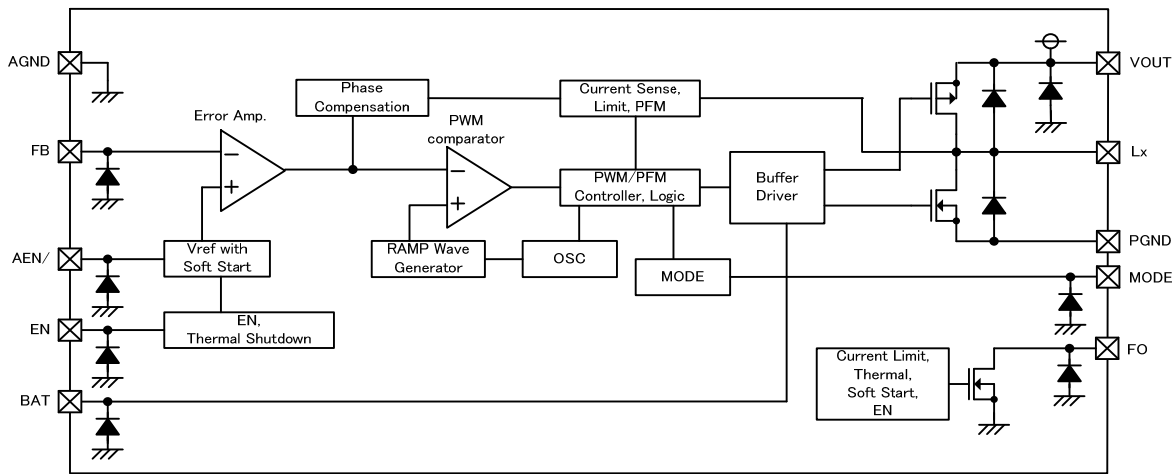 AGND
VOUT
Phase
Compensation
Current Sense,
Limit, PFM
Error Amp.
PWM
comparator
FB
−
+
−
+
PWM/PFM
Controller, Logic
Buffer
Driver
Lx
AEN/
Vref with
Soft Start
RAMP Wave
Generator
OSC
MODE
PGND
MODE
EN
EN,
Thermal Shutdown
Current Limit,
Thermal,
Soft Start,
EN
FO
BAT